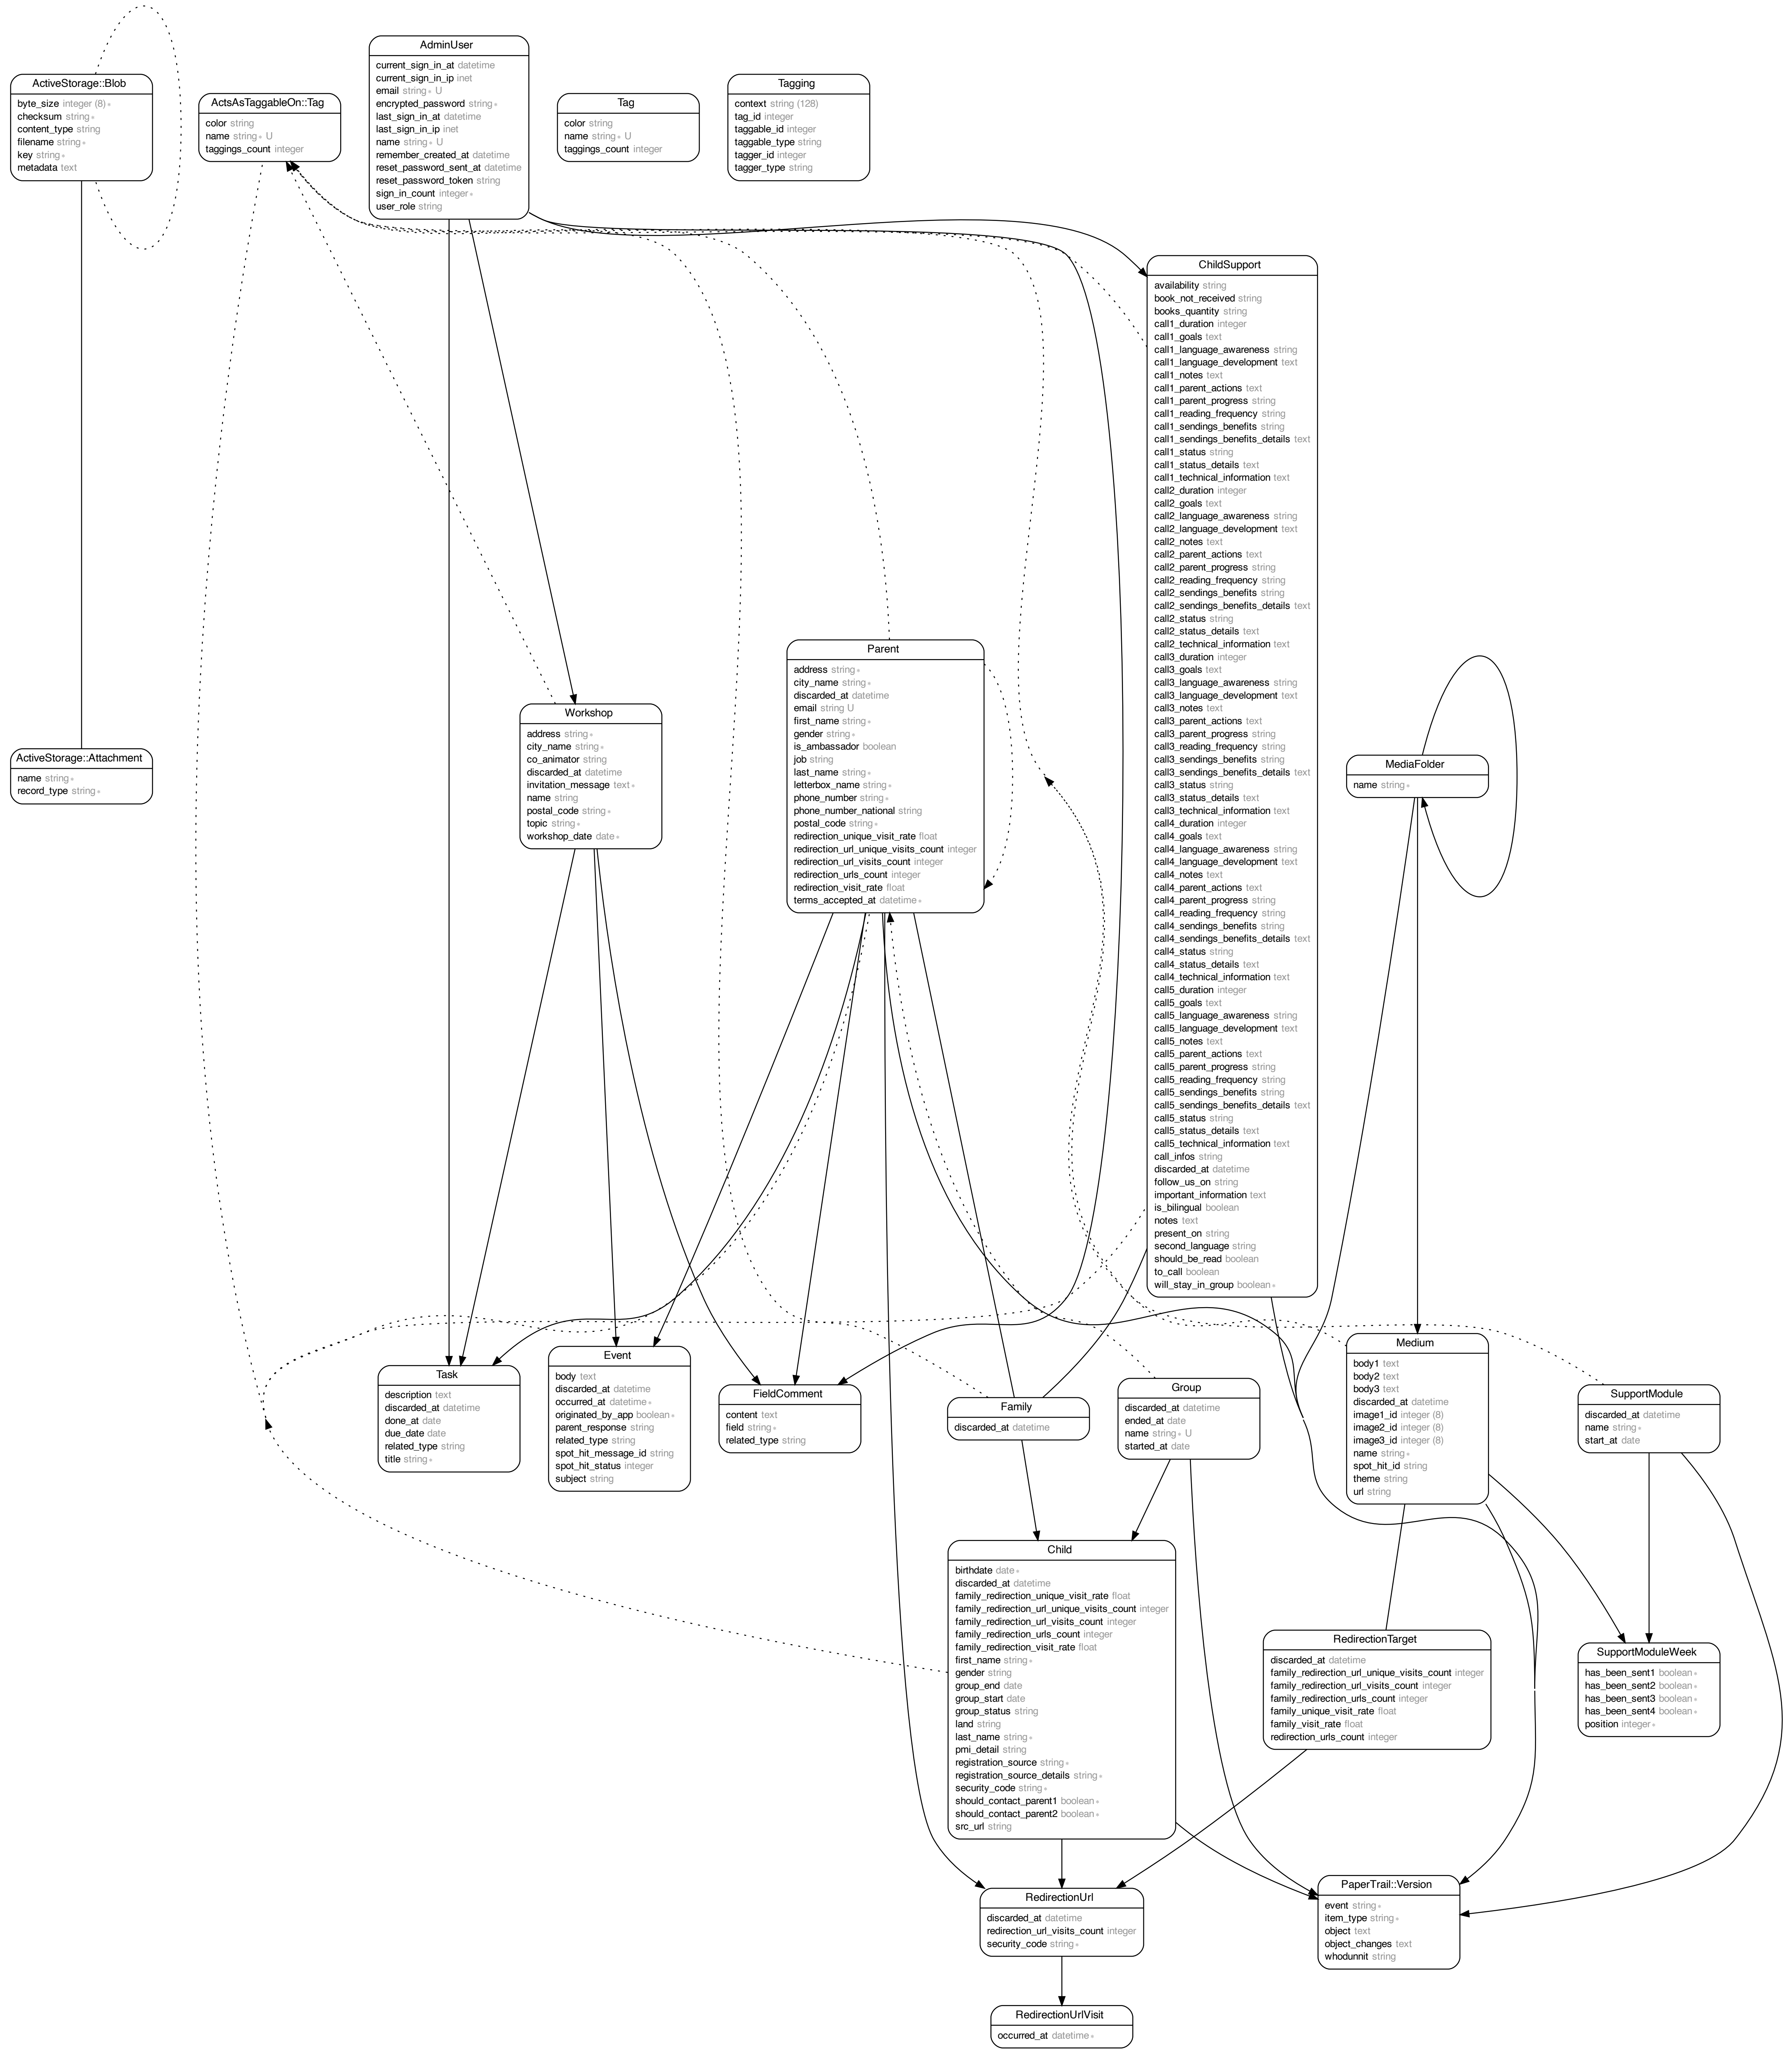 AdminUser
current_sign_in_at datetime
current_sign_in_ip inet
email string∗ U
encrypted_password string∗
last_sign_in_at datetime
last_sign_in_ip inet
name string∗ U
remember_created_at datetime
reset_password_sent_at datetime
reset_password_token string
sign_in_count integer∗
user_role string
ActiveStorage::Blob
byte_size integer (8)∗
checksum string∗
content_type string
filename string∗
key string∗
metadata text
ActsAsTaggableOn::Tag
color string
name string∗ U
taggings_count integer
Tag
color string
name string∗ U
taggings_count integer
Tagging
context string (128)
tag_id integer
taggable_id integer
taggable_type string
tagger_id integer
tagger_type string
ChildSupport
availability string
book_not_received string
books_quantity string
call1_duration integer
call1_goals text
call1_language_awareness string
call1_language_development text
call1_notes text
call1_parent_actions text
call1_parent_progress string
call1_reading_frequency string
call1_sendings_benefits string
call1_sendings_benefits_details text
call1_status string
call1_status_details text
call1_technical_information text
call2_duration integer
call2_goals text
call2_language_awareness string
call2_language_development text
call2_notes text
call2_parent_actions text
call2_parent_progress string
call2_reading_frequency string
call2_sendings_benefits string
call2_sendings_benefits_details text
call2_status string
call2_status_details text
call2_technical_information text
call3_duration integer
call3_goals text
call3_language_awareness string
call3_language_development text
call3_notes text
call3_parent_actions text
call3_parent_progress string
call3_reading_frequency string
call3_sendings_benefits string
call3_sendings_benefits_details text
call3_status string
call3_status_details text
call3_technical_information text
call4_duration integer
call4_goals text
call4_language_awareness string
call4_language_development text
call4_notes text
call4_parent_actions text
call4_parent_progress string
call4_reading_frequency string
call4_sendings_benefits string
call4_sendings_benefits_details text
call4_status string
call4_status_details text
call4_technical_information text
call5_duration integer
call5_goals text
call5_language_awareness string
call5_language_development text
call5_notes text
call5_parent_actions text
call5_parent_progress string
call5_reading_frequency string
call5_sendings_benefits string
call5_sendings_benefits_details text
call5_status string
call5_status_details text
call5_technical_information text
call_infos string
discarded_at datetime
follow_us_on string
important_information text
is_bilingual boolean
notes text
present_on string
second_language string
should_be_read boolean
to_call boolean
will_stay_in_group boolean∗
Parent
address string∗
city_name string∗
discarded_at datetime
email string U
first_name string∗
gender string∗
is_ambassador boolean
job string
last_name string∗
letterbox_name string∗
phone_number string∗
phone_number_national string
postal_code string∗
redirection_unique_visit_rate float
redirection_url_unique_visits_count integer
redirection_url_visits_count integer
redirection_urls_count integer
redirection_visit_rate float
terms_accepted_at datetime∗
Workshop
address string∗
city_name string∗
co_animator string
discarded_at datetime
invitation_message text∗
name string
postal_code string∗
topic string∗
workshop_date date∗
ActiveStorage::Attachment
name string∗
record_type string∗
MediaFolder
name string∗
Task
description text
discarded_at datetime
done_at date
due_date date
related_type string
title string∗
Event
body text
discarded_at datetime
occurred_at datetime∗
originated_by_app boolean∗
parent_response string
related_type string
spot_hit_message_id string
spot_hit_status integer
subject string
FieldComment
content text
field string∗
related_type string
Family
discarded_at datetime
Group
discarded_at datetime
ended_at date
name string∗ U
started_at date
Medium
body1 text
body2 text
body3 text
discarded_at datetime
image1_id integer (8)
image2_id integer (8)
image3_id integer (8)
name string∗
spot_hit_id string
theme string
url string
SupportModule
discarded_at datetime
name string∗
start_at date
Child
birthdate date∗
discarded_at datetime
family_redirection_unique_visit_rate float
family_redirection_url_unique_visits_count integer
family_redirection_url_visits_count integer
family_redirection_urls_count integer
family_redirection_visit_rate float
first_name string∗
gender string
group_end date
group_start date
group_status string
land string
last_name string∗
pmi_detail string
registration_source string∗
registration_source_details string∗
security_code string∗
should_contact_parent1 boolean∗
should_contact_parent2 boolean∗
src_url string
RedirectionTarget
discarded_at datetime
family_redirection_url_unique_visits_count integer
family_redirection_url_visits_count integer
family_redirection_urls_count integer
family_unique_visit_rate float
family_visit_rate float
redirection_urls_count integer
SupportModuleWeek
has_been_sent1 boolean∗
has_been_sent2 boolean∗
has_been_sent3 boolean∗
has_been_sent4 boolean∗
position integer∗
RedirectionUrl
discarded_at datetime
redirection_url_visits_count integer
security_code string∗
PaperTrail::Version
event string∗
item_type string∗
object text
object_changes text
whodunnit string
RedirectionUrlVisit
occurred_at datetime∗